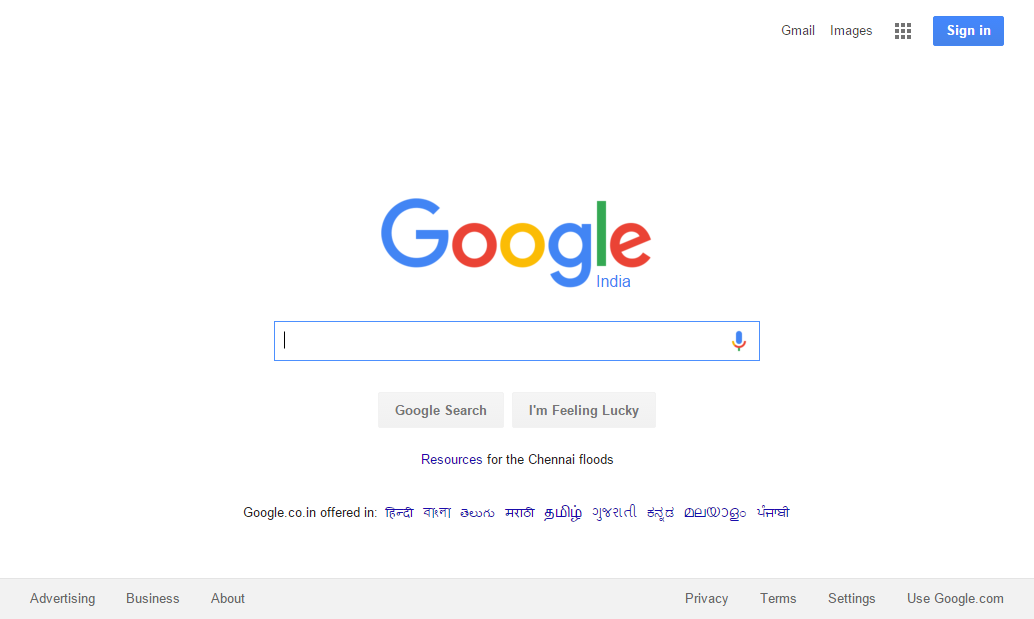 Gmail Images Sign in
Google
India
Google Search I'm Feeling Lucky
Resources for the Chennai floods
Google.co.in offered in: हिन्दी বাংলা తెలుగు मराठी தமிழ் ગુજરાતી ಕನ್ನಡ മലയാളം ਪੰਜਾਬੀ
Advertising Business About Privacy Terms Settings Use Google.com